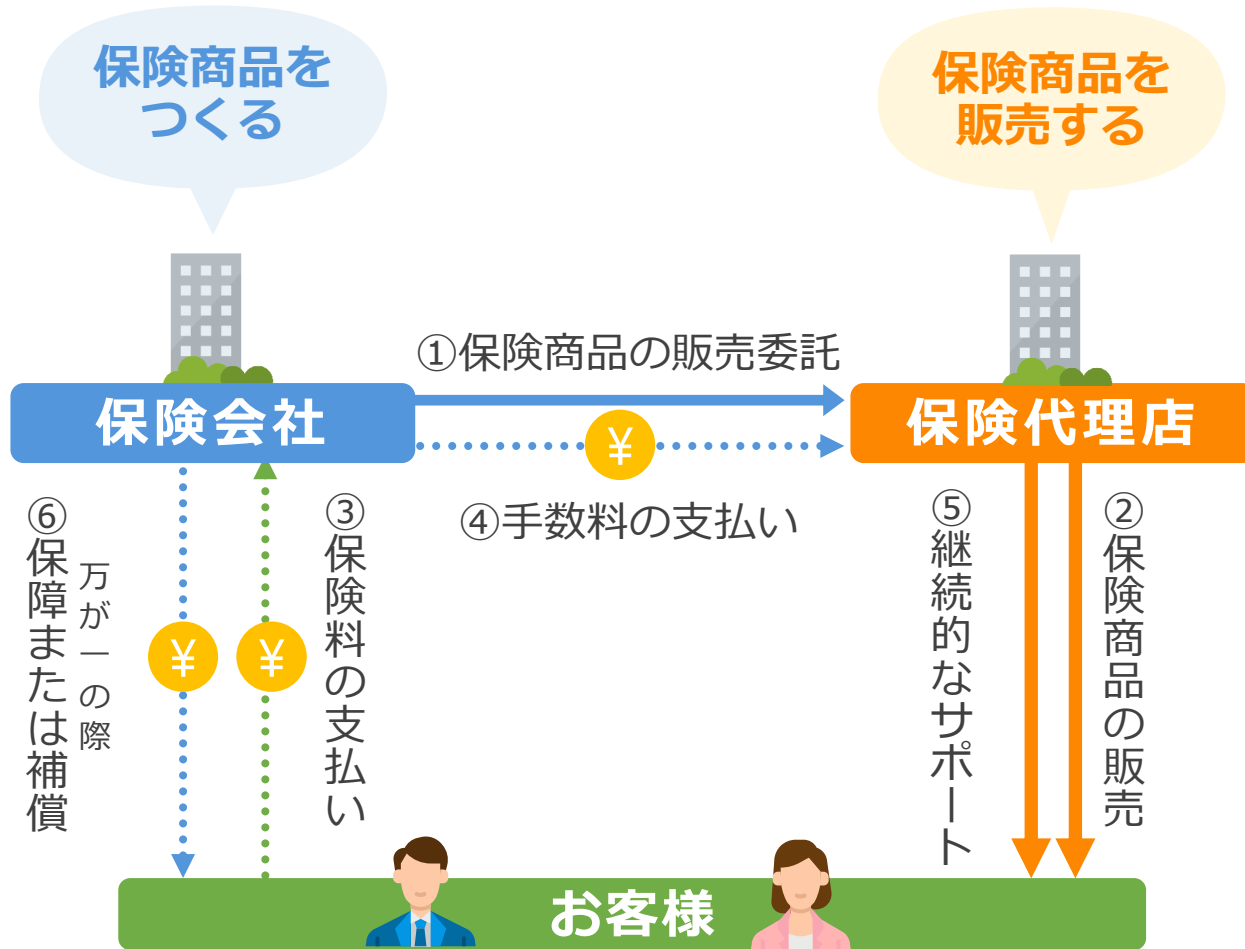 保険商品を
つくる
保険商品を
販売する
①保険商品の販売委託
保険会社
保険代理店
¥
④手数料の支払い
⑥保障または補償
万が一の際
¥
¥
③保険料の支払い
⑤継続的なサポート
②保険商品の販売
お客様